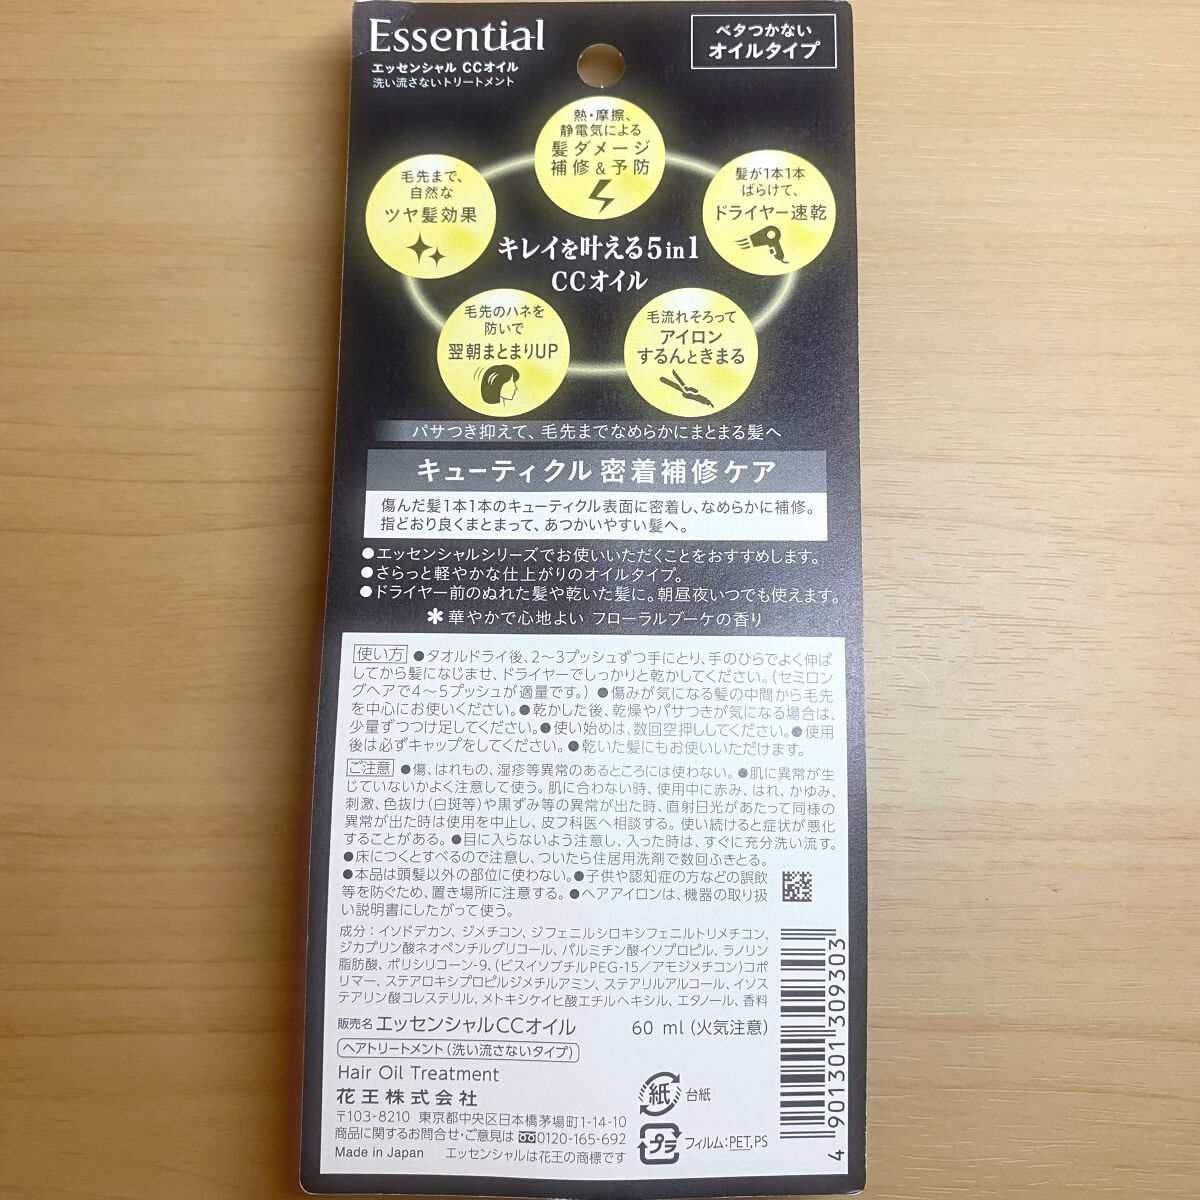 Essential
エッセンシャル CCオイル
洗い流さないトリートメント
ベタつかない
オイルタイプ
熱・摩擦、
静電気による
髪ダメージ
補修&予防
毛先まで、
自然な
ツヤ髪効果
髪が1本1本
ばらけて、
ドライヤー速乾
キレイを叶える5in1
CCオイル
毛先のハネを
防いで
翌朝まとまりUP
毛流れそろって
アイロン
するんときまる
パサつき抑えて、毛先までなめらかにまとまる髪へ
キューティクル 密着補修ケア
傷んだ髪1本1本のキューティクル表面に密着し、なめらかに補修。
指どおり良くまとまって、あつかいやすい髪へ。
●エッセンシャルシリーズでお使いいただくことをおすすめします。
●さらっと軽やかな仕上がりのオイルタイプ。
●ドライヤー前のぬれた髪や乾いた髪に。朝昼夜いつでも使えます。
＊華やかで心地よい フローラルブーケの香り
使い方 ●タオルドライ後、2〜3プッシュずつ手にとり、手のひらでよく伸ば
してから髪になじませ、ドライヤーでしっかりと乾かしてください。(セミロン
グヘアで4〜5プッシュが適量です。) ●傷みが気になる髪の中間から毛先
を中心にお使いください。●乾かした後、乾燥やパサつきが気になる場合は、
少量ずつつけ足してください。●使い始めは、数回空押ししてください。●使用
後は必ずキャップをしてください。●乾いた髪にもお使いいただけます。
ご注意 ●傷、はれもの、湿疹等異常のあるところには使わない。●肌に異常が生
じていないかよく注意して使う。肌に合わない時、使用中に赤み、はれ、かゆみ、
刺激、色抜け(白斑等)や黒ずみ等の異常が出た時、直射日光があたって同様の
異常が出た時は使用を中止し、皮フ科医へ相談する。使い続けると症状が悪化
することがある。●目に入らないよう注意し、入った時は、すぐに充分洗い流す。
●床につくとすべるので注意し、ついたら住居用洗剤で数回ふきとる。
●本品は頭髪以外の部位に使わない。●子供や認知症の方などの誤飲
等を防ぐため、置き場所に注意する。●ヘアアイロンは、機器の取り扱
い説明書にしたがって使う。
成分:イソドデカン、ジメチコン、ジフェニルシロキシフェニルトリメチコン、
ジカプリン酸ネオペンチルグリコール、パルミチン酸イソプロピル、ラノリン
脂肪酸、ポリシリコーン-9、(ビスイソブチルPEG-15/アモジメチコン)コポ
リマー、ステアロキシプロピルジメチルアミン、ステアリルアルコール、イソス
テアリン酸コレステリル、メトキシケイヒ酸エチルヘキシル、エタノール、香料
販売名 エッセンシャルCCオイル 60 ml (火気注意)
ヘアトリートメント(洗い流さないタイプ)
Hair Oil Treatment
花王株式会社
〒103-8210 東京都中央区日本橋茅場町1-14-10
商品に関するお問合せ・ご意見は 0120-165-692
Made in Japan エッセンシャルは花王の商標です
紙 台紙
プラ フィルム:PET,PS
4 901301 309303